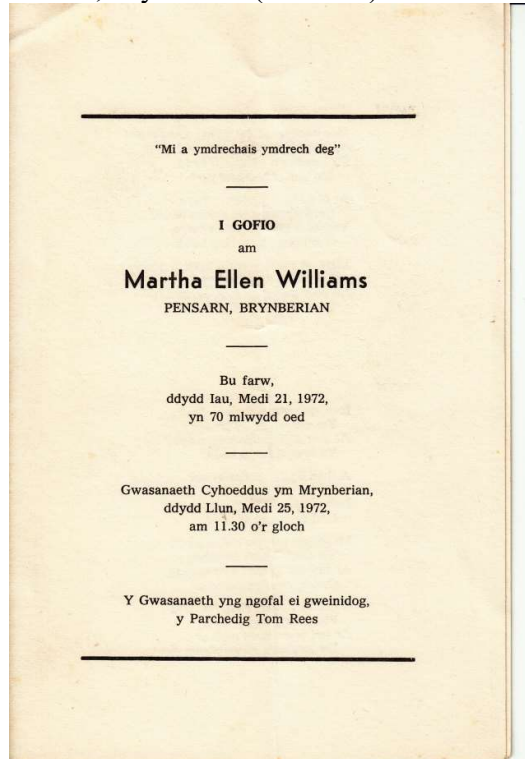 "Mi a ymdrechais ymdrech deg"
I GOFIO
am
Martha Ellen Williams
PENSARN, BRYNBERIAN
Bu farw,
ddydd Iau, Medi 21, 1972,
yn 70 mlwydd oed
Gwasanaeth Cyhoeddus ym Mrynberian,
ddydd Llun, Medi 25, 1972,
am 11.30 o'r gloch
Y Gwasanaeth yng ngofal ei gweinidog,
y Parchedig Tom Rees